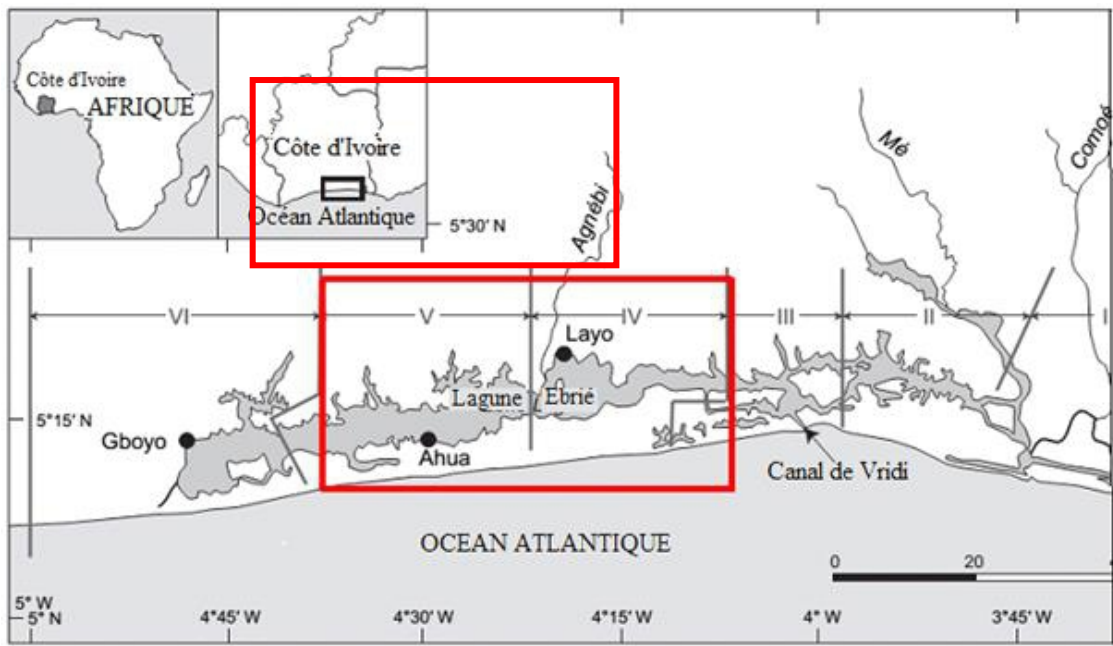 Côte d'Ivoire
AFRIQUE
Côte d'Ivoire
Océan Atlantique
5°30′ N
Agnébi
Mé
Comoé
VI
V
IV
III
II
I
Layo
Lagune Ebrié
5°15′ N
Gboyo
Ahua
Canal de Vridi
OCEAN ATLANTIQUE
0 20
5° W
5° N
4°45′ W
4°30′ W
4°15′ W
4° W
3°45′ W